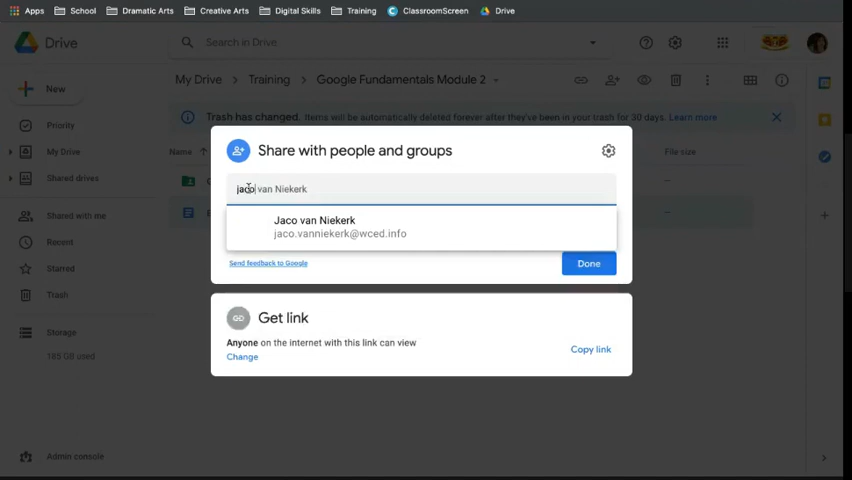 Apps School Dramatic Arts Creative Arts Digital Skills Training ClassroomScreen Drive
Drive Search in Drive
New My Drive Training Google Fundamentals Module 2
Trash has changed. Items will be automatically deleted forever after they've been in your trash for 30 days. Learn more
Priority
Name File size
My Drive
Shared drives
Shared with me
Recent
Starred
Trash
Storage
185 GB used
Admin console
Share with people and groups
jaco van Niekerk
Jaco van Niekerk
jaco.vanniekerk@wced.info
Send feedback to Google Done
Get link
Anyone on the internet with this link can view
Change
Copy link